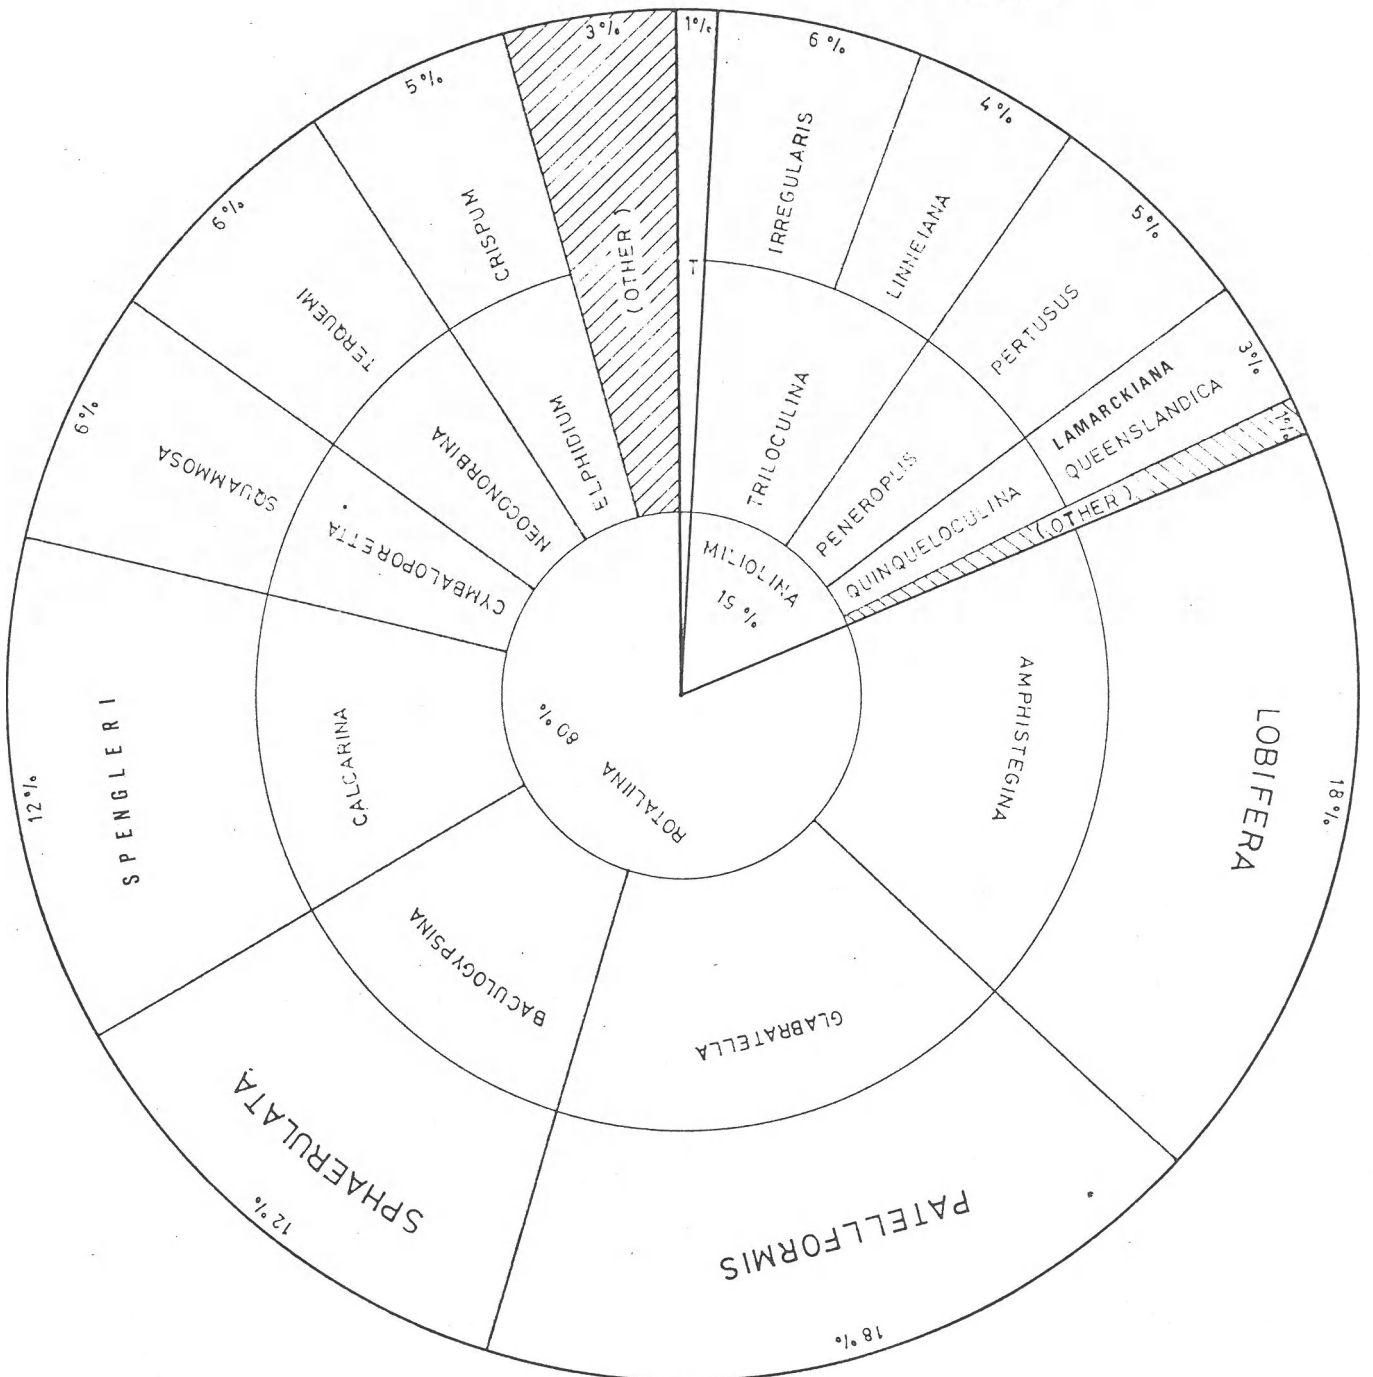 1%
T
6%
IRREGULARIS
4%
LINNEIANA
TRILOCULINA
5%
PERTUSUS
PENEROPLIS
3%
LAMARCKIANA
QUEENSLANDICA
QUINQUELOCULINA
1%
(OTHER)
MILIOLINA
15 %
18%
LOBIFERA
AMPHISTEGINA
18%
PATELLFORMIS
GLABRATELLA
12%
SPHAERULATA
BACULOGYPSINA
12%
SPENGLERI
CALCARINA
6%
SQUAMMOSA
CYMBALOPORETTA
6%
TERQUEMI
NEOCONORBINA
5%
CRISPUM
ELPHIDIUM
3%
(OTHER)
ROTALIINA
80 %